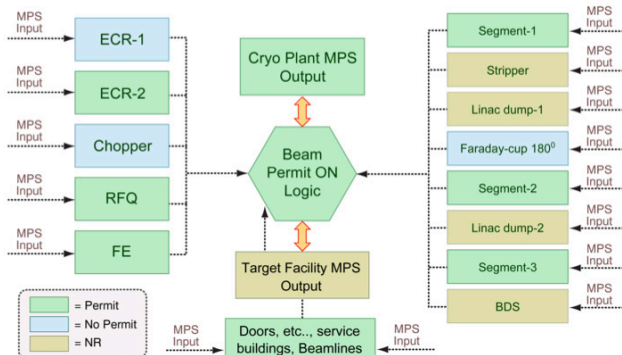 MPS
Input
ECR-1
MPS
Input
ECR-2
MPS
Input
Chopper
MPS
Input
RFQ
MPS
Input
FE
= Permit
= No Permit
= NR
Cryo Plant MPS
Output
Beam
Permit ON
Logic
Target Facility MPS
Output
MPS
Input
Doors, etc.., service
buildings, Beamlines
MPS
Input
Segment-1
MPS
Input
Stripper
MPS
Input
Linac dump-1
MPS
Input
Faraday-cup 180⁰
MPS
Input
Segment-2
MPS
Input
Linac dump-2
MPS
Input
Segment-3
MPS
Input
BDS
MPS
Input